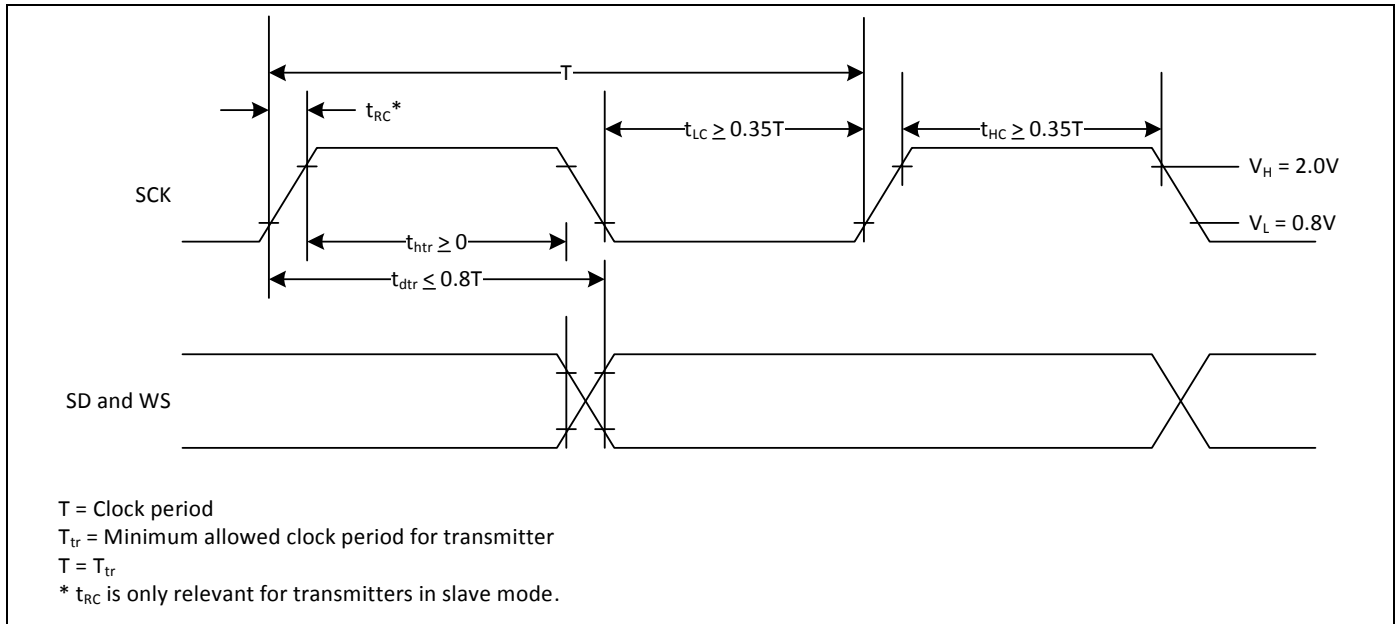 T
t_RC*
t_LC ≥ 0.35T
t_HC ≥ 0.35T
V_H = 2.0V
SCK
V_L = 0.8V
t_htr ≥ 0
t_dtr ≤ 0.8T
SD and WS
T = Clock period
T_tr = Minimum allowed clock period for transmitter
T = T_tr
* t_RC is only relevant for transmitters in slave mode.